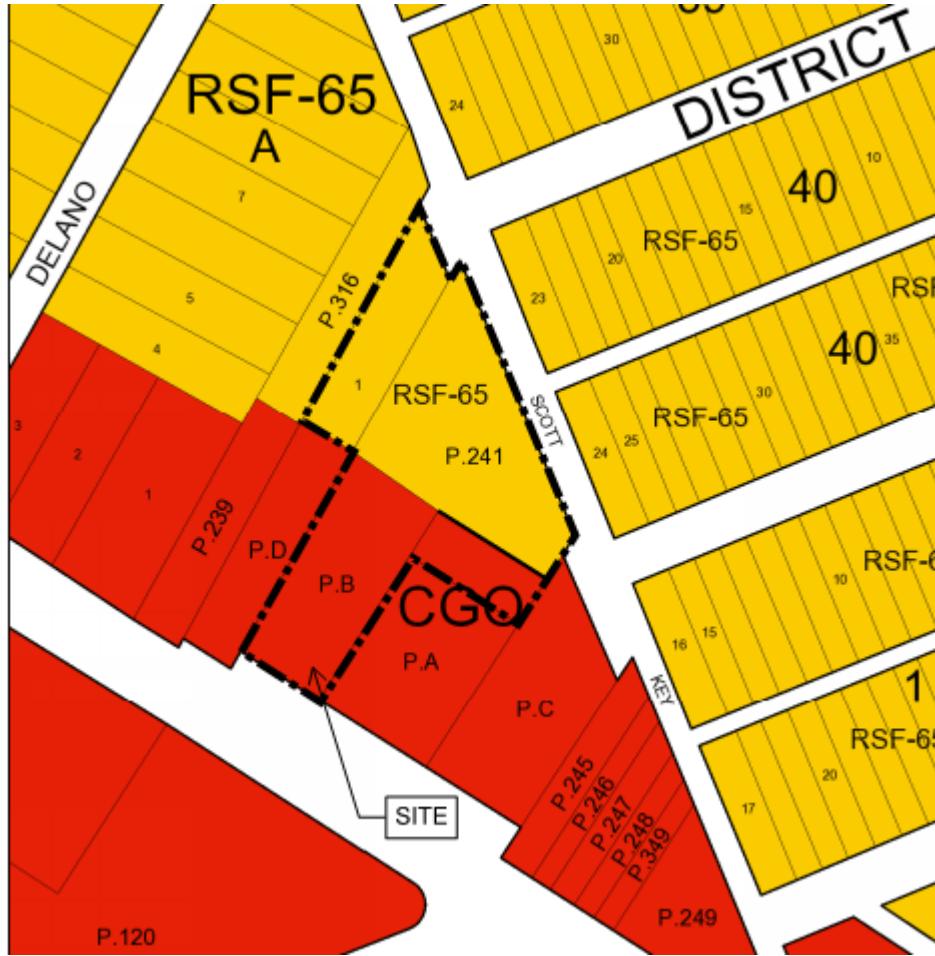 30
24
DISTRICT
RSF-65
A
10
40
7
15
RSF-65
20
DELANO
23
RSF
P.316
5
35
40
4
30
1
RSF-65
SCOTT
RSF-65
25
24
3
2
P.241
1
P.239
P.D
P.B
CGO
10
RSF-6
15
16
P.A
KEY
1
P.C
RSF-65
P.245
P.246
P.247
P.248
P.349
20
17
SITE
P.249
P.120